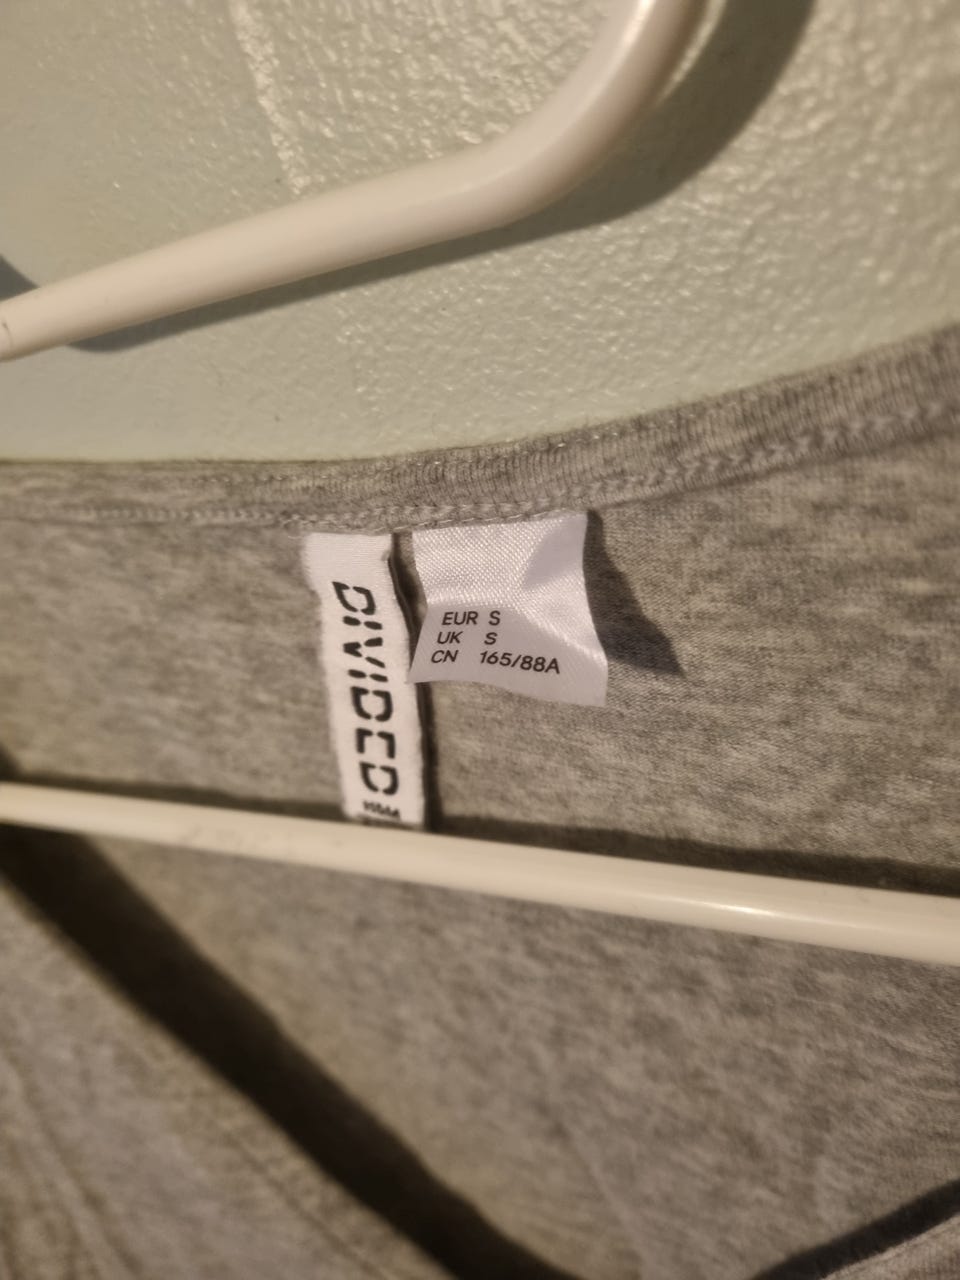 DIVIDED
H&M
EUR S
UK S
CN 165/88A